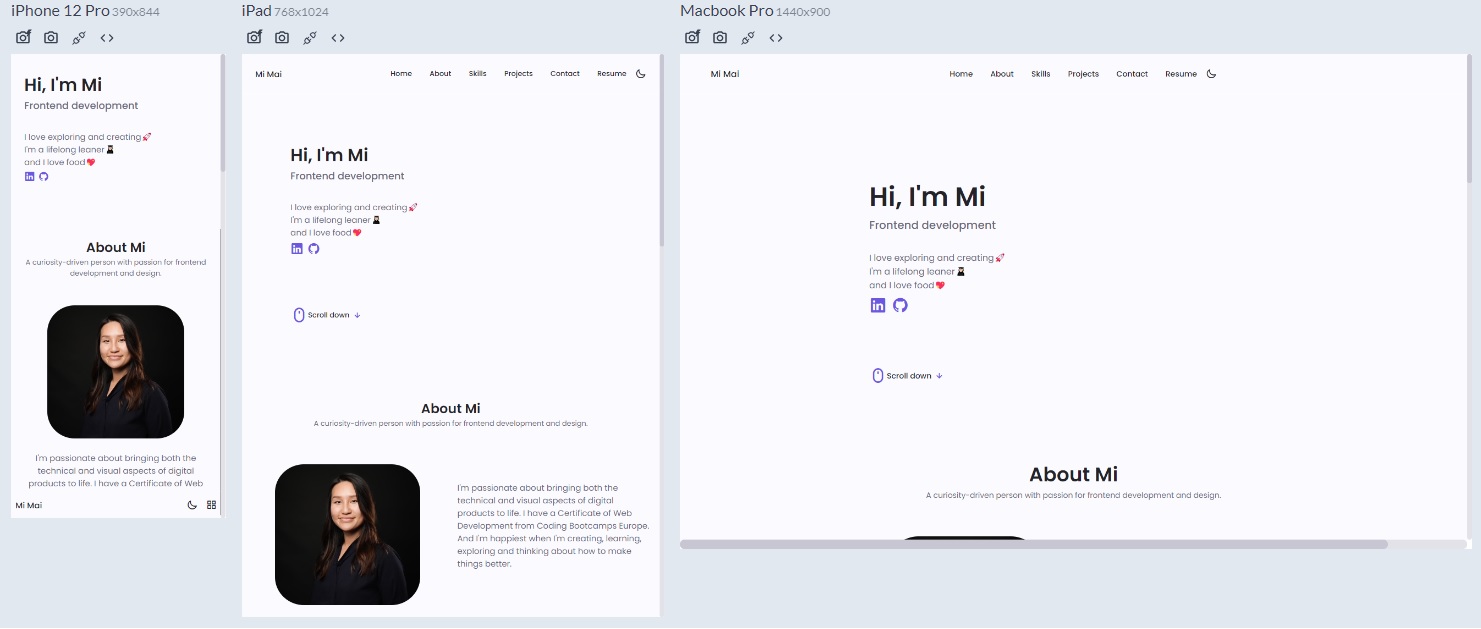 iPhone 12 Pro 390x844
Hi, I'm Mi
Frontend development
I love exploring and creating
I'm a lifelong leaner
and I love food
in
About Mi
A curiosity-driven person with passion for frontend
development and design.
I'm passionate about bringing both the
technical and visual aspects of digital
products to life. I have a Certificate of Web
Mi Mai
iPad 768x1024
Mi Mai Home About Skills Projects Contact Resume
Hi, I'm Mi
Frontend development
I love exploring and creating
I'm a lifelong leaner
and I love food
in
Scroll down
About Mi
A curiosity-driven person with passion for frontend development and design.
I'm passionate about bringing both the
technical and visual aspects of digital
products to life. I have a Certificate of Web
Development from Coding Bootcamps Europe.
And I'm happiest when I'm creating, learning,
exploring and thinking about how to make
things better.
Macbook Pro 1440x900
Mi Mai Home About Skills Projects Contact Resume
Hi, I'm Mi
Frontend development
I love exploring and creating
I'm a lifelong leaner
and I love food
in
Scroll down
About Mi
A curiosity-driven person with passion for frontend development and design.